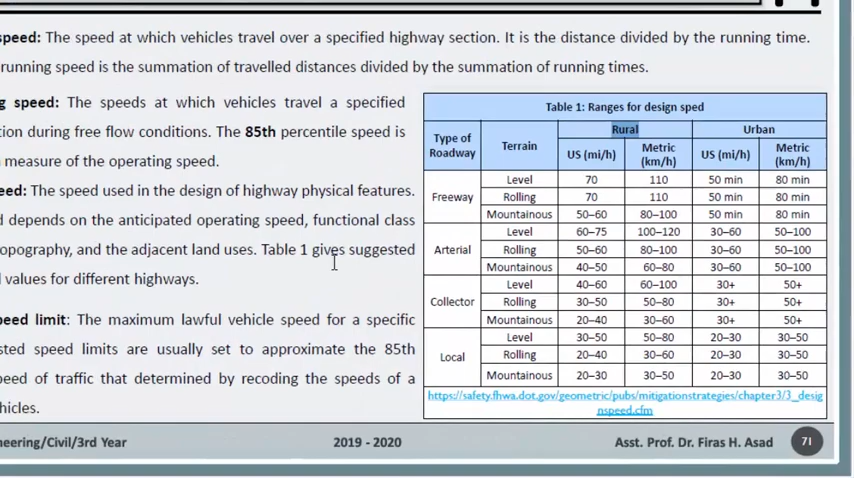 speed: The speed at which vehicles travel over a specified highway section. It is the distance divided by the running time.
running speed is the summation of travelled distances divided by the summation of running times.
g speed: The speeds at which vehicles travel a specified
tion during free flow conditions. The 85th percentile speed is
measure of the operating speed.
eed: The speed used in the design of highway physical features.
d depends on the anticipated operating speed, functional class
opography, and the adjacent land uses. Table 1 gives suggested
values for different highways.
peed limit: The maximum lawful vehicle speed for a specific
sted speed limits are usually set to approximate the 85th
peed of traffic that determined by recoding the speeds of a
hicles.
Table 1: Ranges for design sped
Type of Roadway Terrain Rural Urban
US (mi/h) Metric (km/h) US (mi/h) Metric (km/h)
Freeway Level 70 110 50 min 80 min
Rolling 70 110 50 min 80 min
Mountainous 50–60 80–100 50 min 80 min
Arterial Level 60–75 100–120 30–60 50–100
Rolling 50–60 80–100 30–60 50–100
Mountainous 40–50 60–80 30–60 50–100
Collector Level 40–60 60–100 30+ 50+
Rolling 30–50 50–80 30+ 50+
Mountainous 20–40 30–60 30+ 50+
Local Level 30–50 50–80 20–30 30–50
Rolling 20–40 30–60 20–30 30–50
Mountainous 20–30 30–50 20–30 30–50
https://safety.fhwa.dot.gov/geometric/pubs/mitigationstrategies/chapter3/3_desig
nspeed.cfm
neering/Civil/3rd Year 2019 - 2020 Asst. Prof. Dr. Firas H. Asad 71